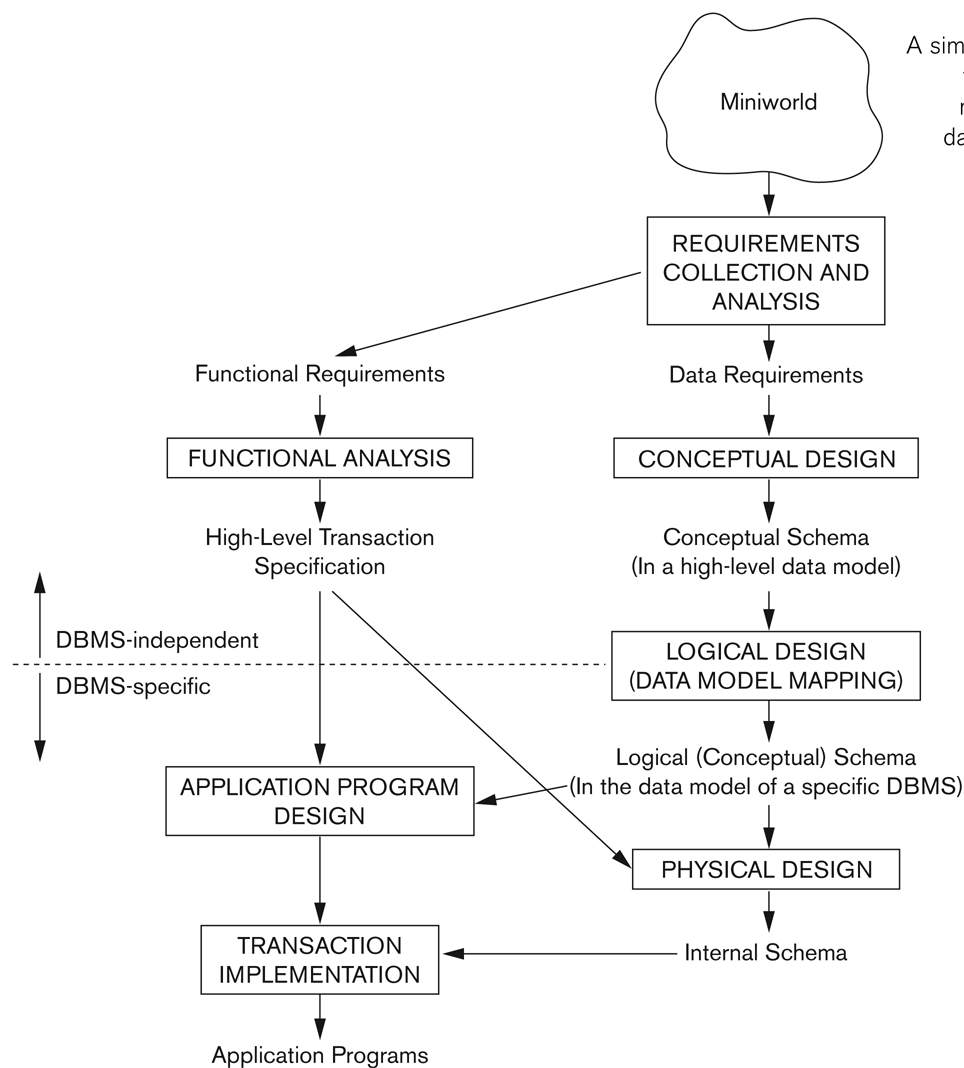 Miniworld
A sim
da
REQUIREMENTS
COLLECTION AND
ANALYSIS
Functional Requirements
Data Requirements
FUNCTIONAL ANALYSIS
CONCEPTUAL DESIGN
High-Level Transaction
Specification
Conceptual Schema
(In a high-level data model)
DBMS-independent
DBMS-specific
LOGICAL DESIGN
(DATA MODEL MAPPING)
Logical (Conceptual) Schema
(In the data model of a specific DBMS)
APPLICATION PROGRAM
DESIGN
PHYSICAL DESIGN
TRANSACTION
IMPLEMENTATION
Internal Schema
Application Programs